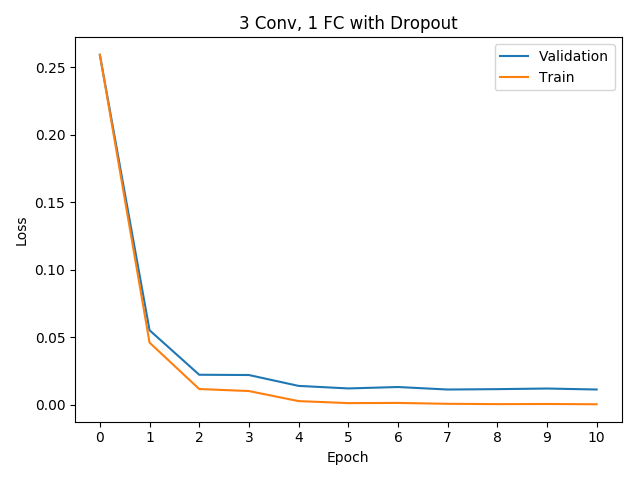 3 Conv, 1 FC with Dropout
Validation
Train
Loss
0.25
0.20
0.15
0.10
0.05
0.00
0 1 2 3 4 5 6 7 8 9 10
Epoch